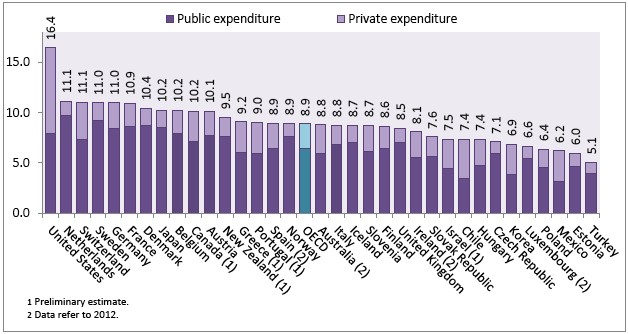 Public expenditure
Private expenditure
16.4
11.1
11.1
11.0
11.0
10.9
10.4
10.2
10.2
10.2
10.1
9.5
9.2
9.0
8.9
8.9
8.9
8.8
8.8
8.7
8.7
8.6
8.5
8.1
7.6
7.5
7.4
7.4
7.1
6.9
6.6
6.4
6.2
6.0
5.1
15.0
10.0
5.0
0.0
United States
Netherlands
Switzerland
Sweden
Germany
France
Denmark
Japan
Belgium
Canada (1)
Austria
New Zealand (1)
Greece (1)
Portugal (1)
Spain (2)
Norway
OECD
Australia (2)
Italy
Iceland
Slovenia
Finland
United Kingdom
Ireland (2)
Slovak Republic
Israel (1)
Chile
Hungary
Czech Republic
Korea
Luxembourg (2)
Poland
Mexico
Estonia
Turkey
1 Preliminary estimate.
2 Data refer to 2012.